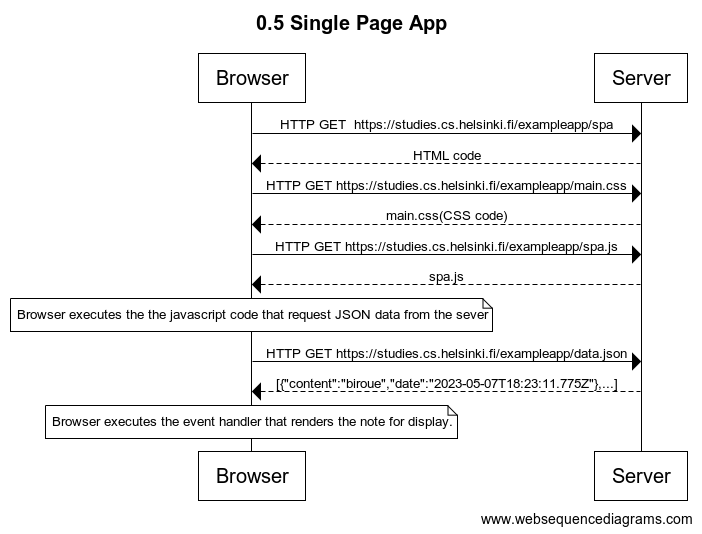 0.5 Single Page App
Browser
Server
HTTP GET  https://studies.cs.helsinki.fi/exampleapp/spa
HTML code
HTTP GET https://studies.cs.helsinki.fi/exampleapp/main.css
main.css(CSS code)
HTTP GET https://studies.cs.helsinki.fi/exampleapp/spa.js
spa.js
Browser executes the the javascript code that request JSON data from the sever
HTTP GET https://studies.cs.helsinki.fi/exampleapp/data.json
[{"content":"biroue","date":"2023-05-07T18:23:11.775Z"},...]
Browser executes the event handler that renders the note for display.
Browser
Server
www.websequencediagrams.com